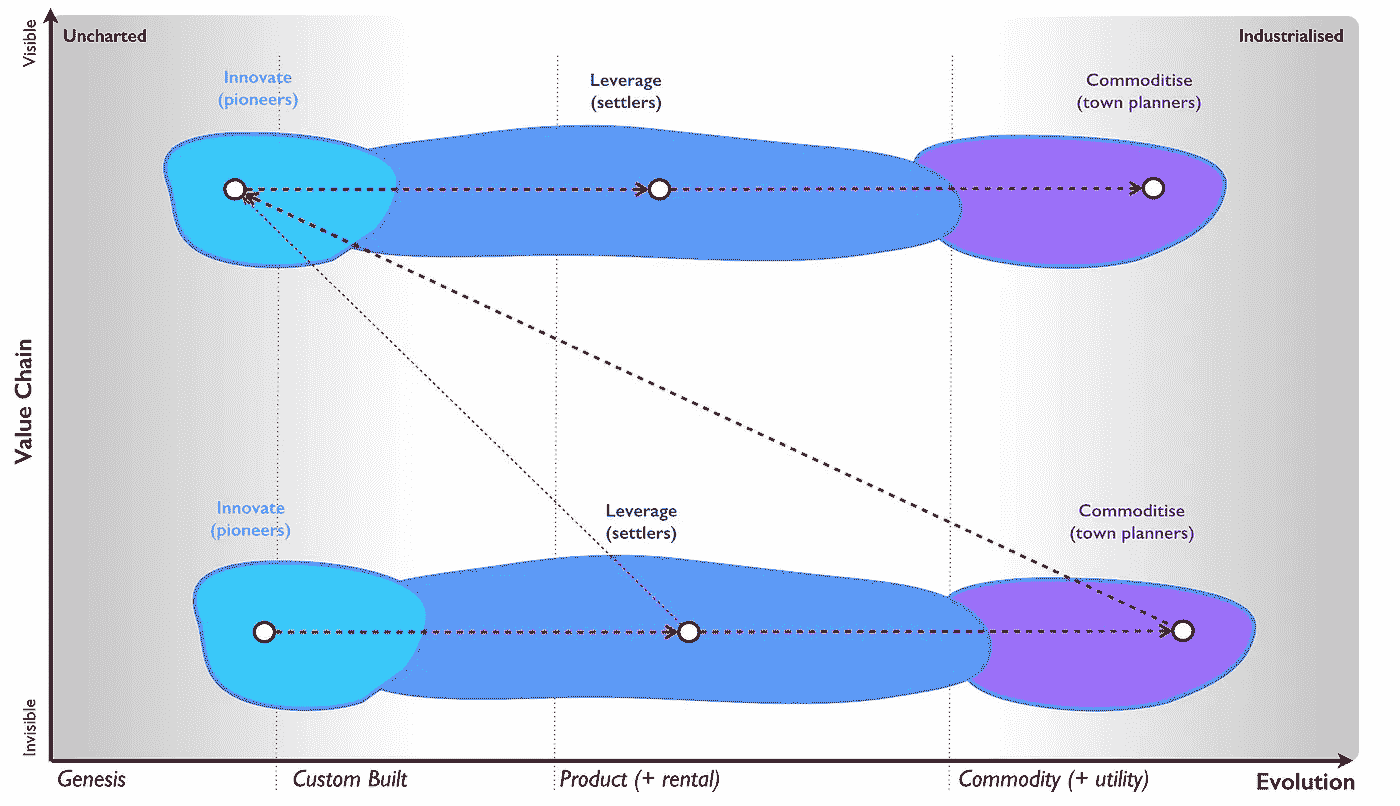 Visible
Uncharted
Industrialised
Innovate
(pioneers)
Leverage
(settlers)
Commoditise
(town planners)
Value Chain
Innovate
(pioneers)
Leverage
(settlers)
Commoditise
(town planners)
Invisible
Genesis
Custom Built
Product (+ rental)
Commodity (+ utility)
Evolution